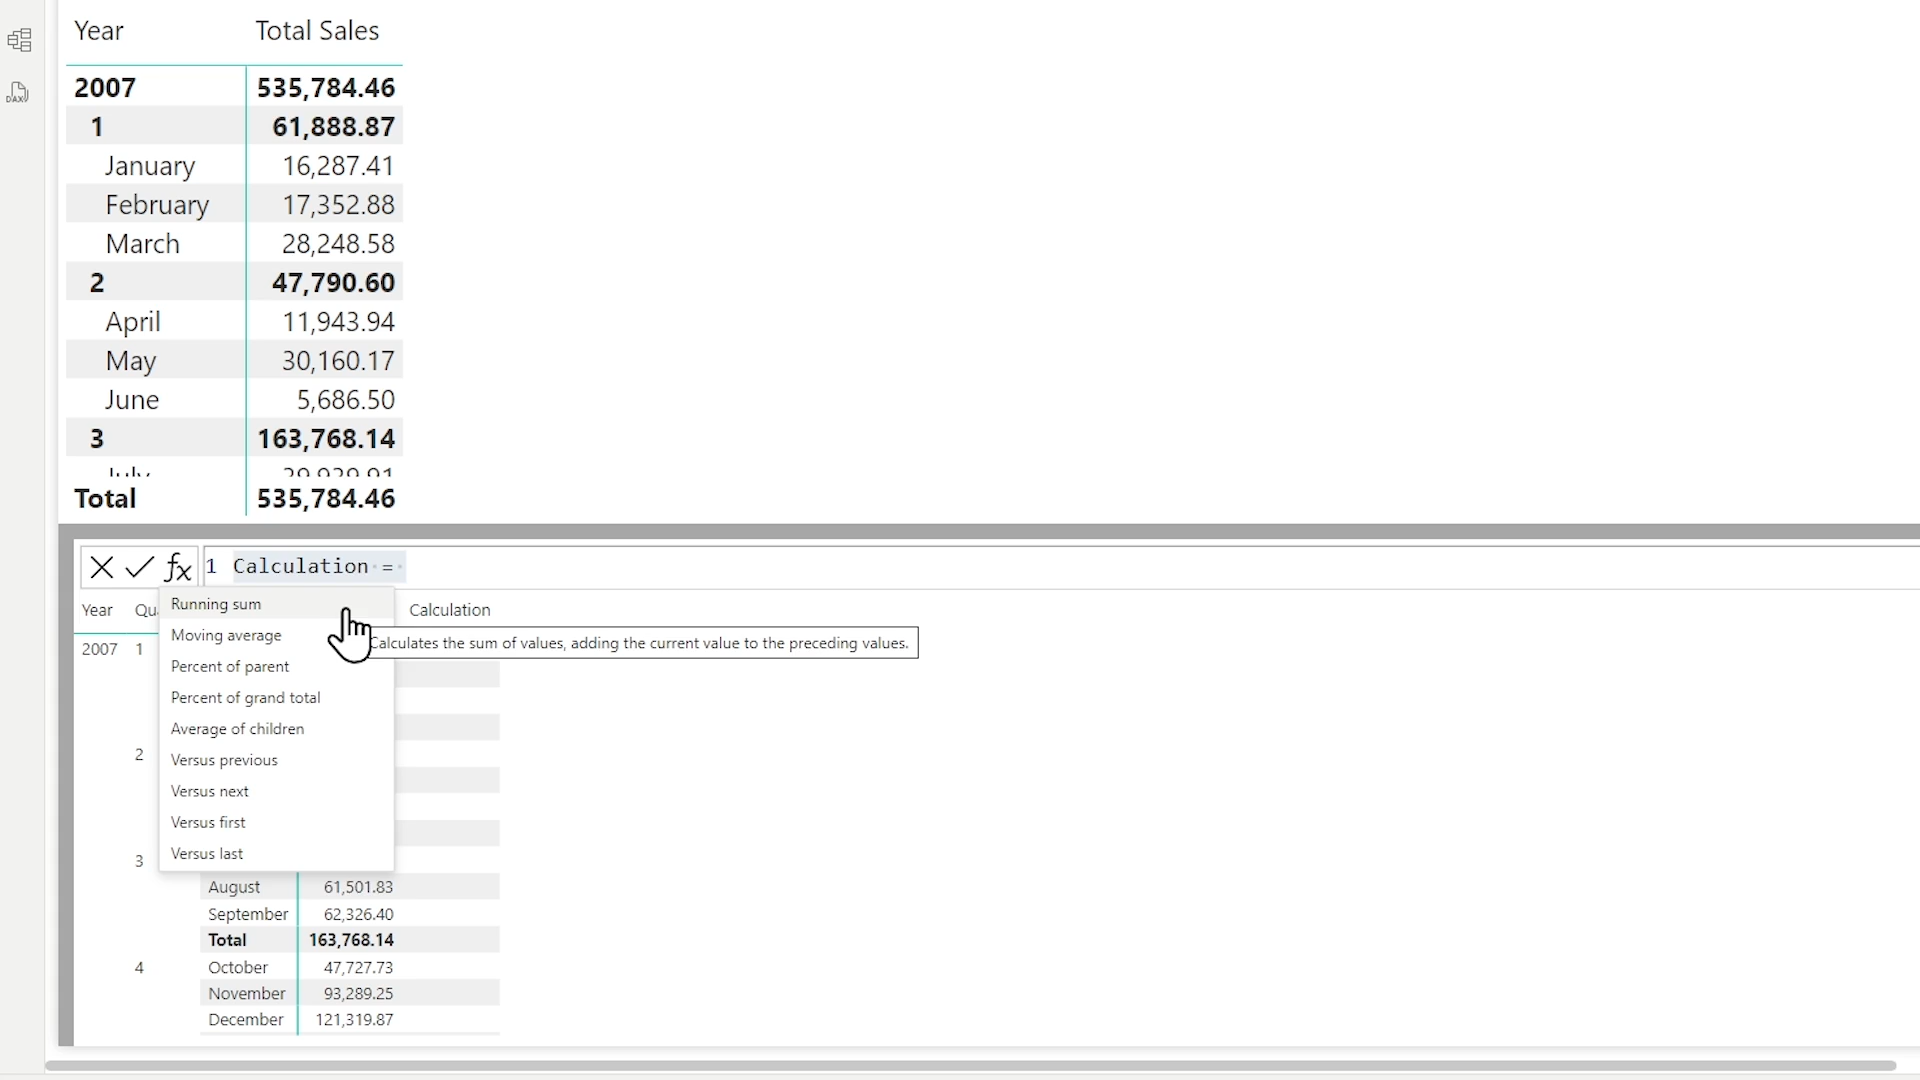 Year Total Sales
2007 535,784.46
1 61,888.87
January 16,287.41
February 17,352.88
March 28,248.58
2 47,790.60
April 11,943.94
May 30,160.17
June 5,686.50
3 163,768.14
July
Total 535,784.46
DAX
1 Calculation =
Year Calculation
2007 1
Running sum
Calculates the sum of values, adding the current value to the preceding values.
Moving average
Percent of parent
Percent of grand total
Average of children
2
Versus previous
Versus next
Versus first
Versus last
3
August 61,501.83
September 62,326.40
Total 163,768.14
4 October 47,727.73
November 93,289.25
December 121,319.87